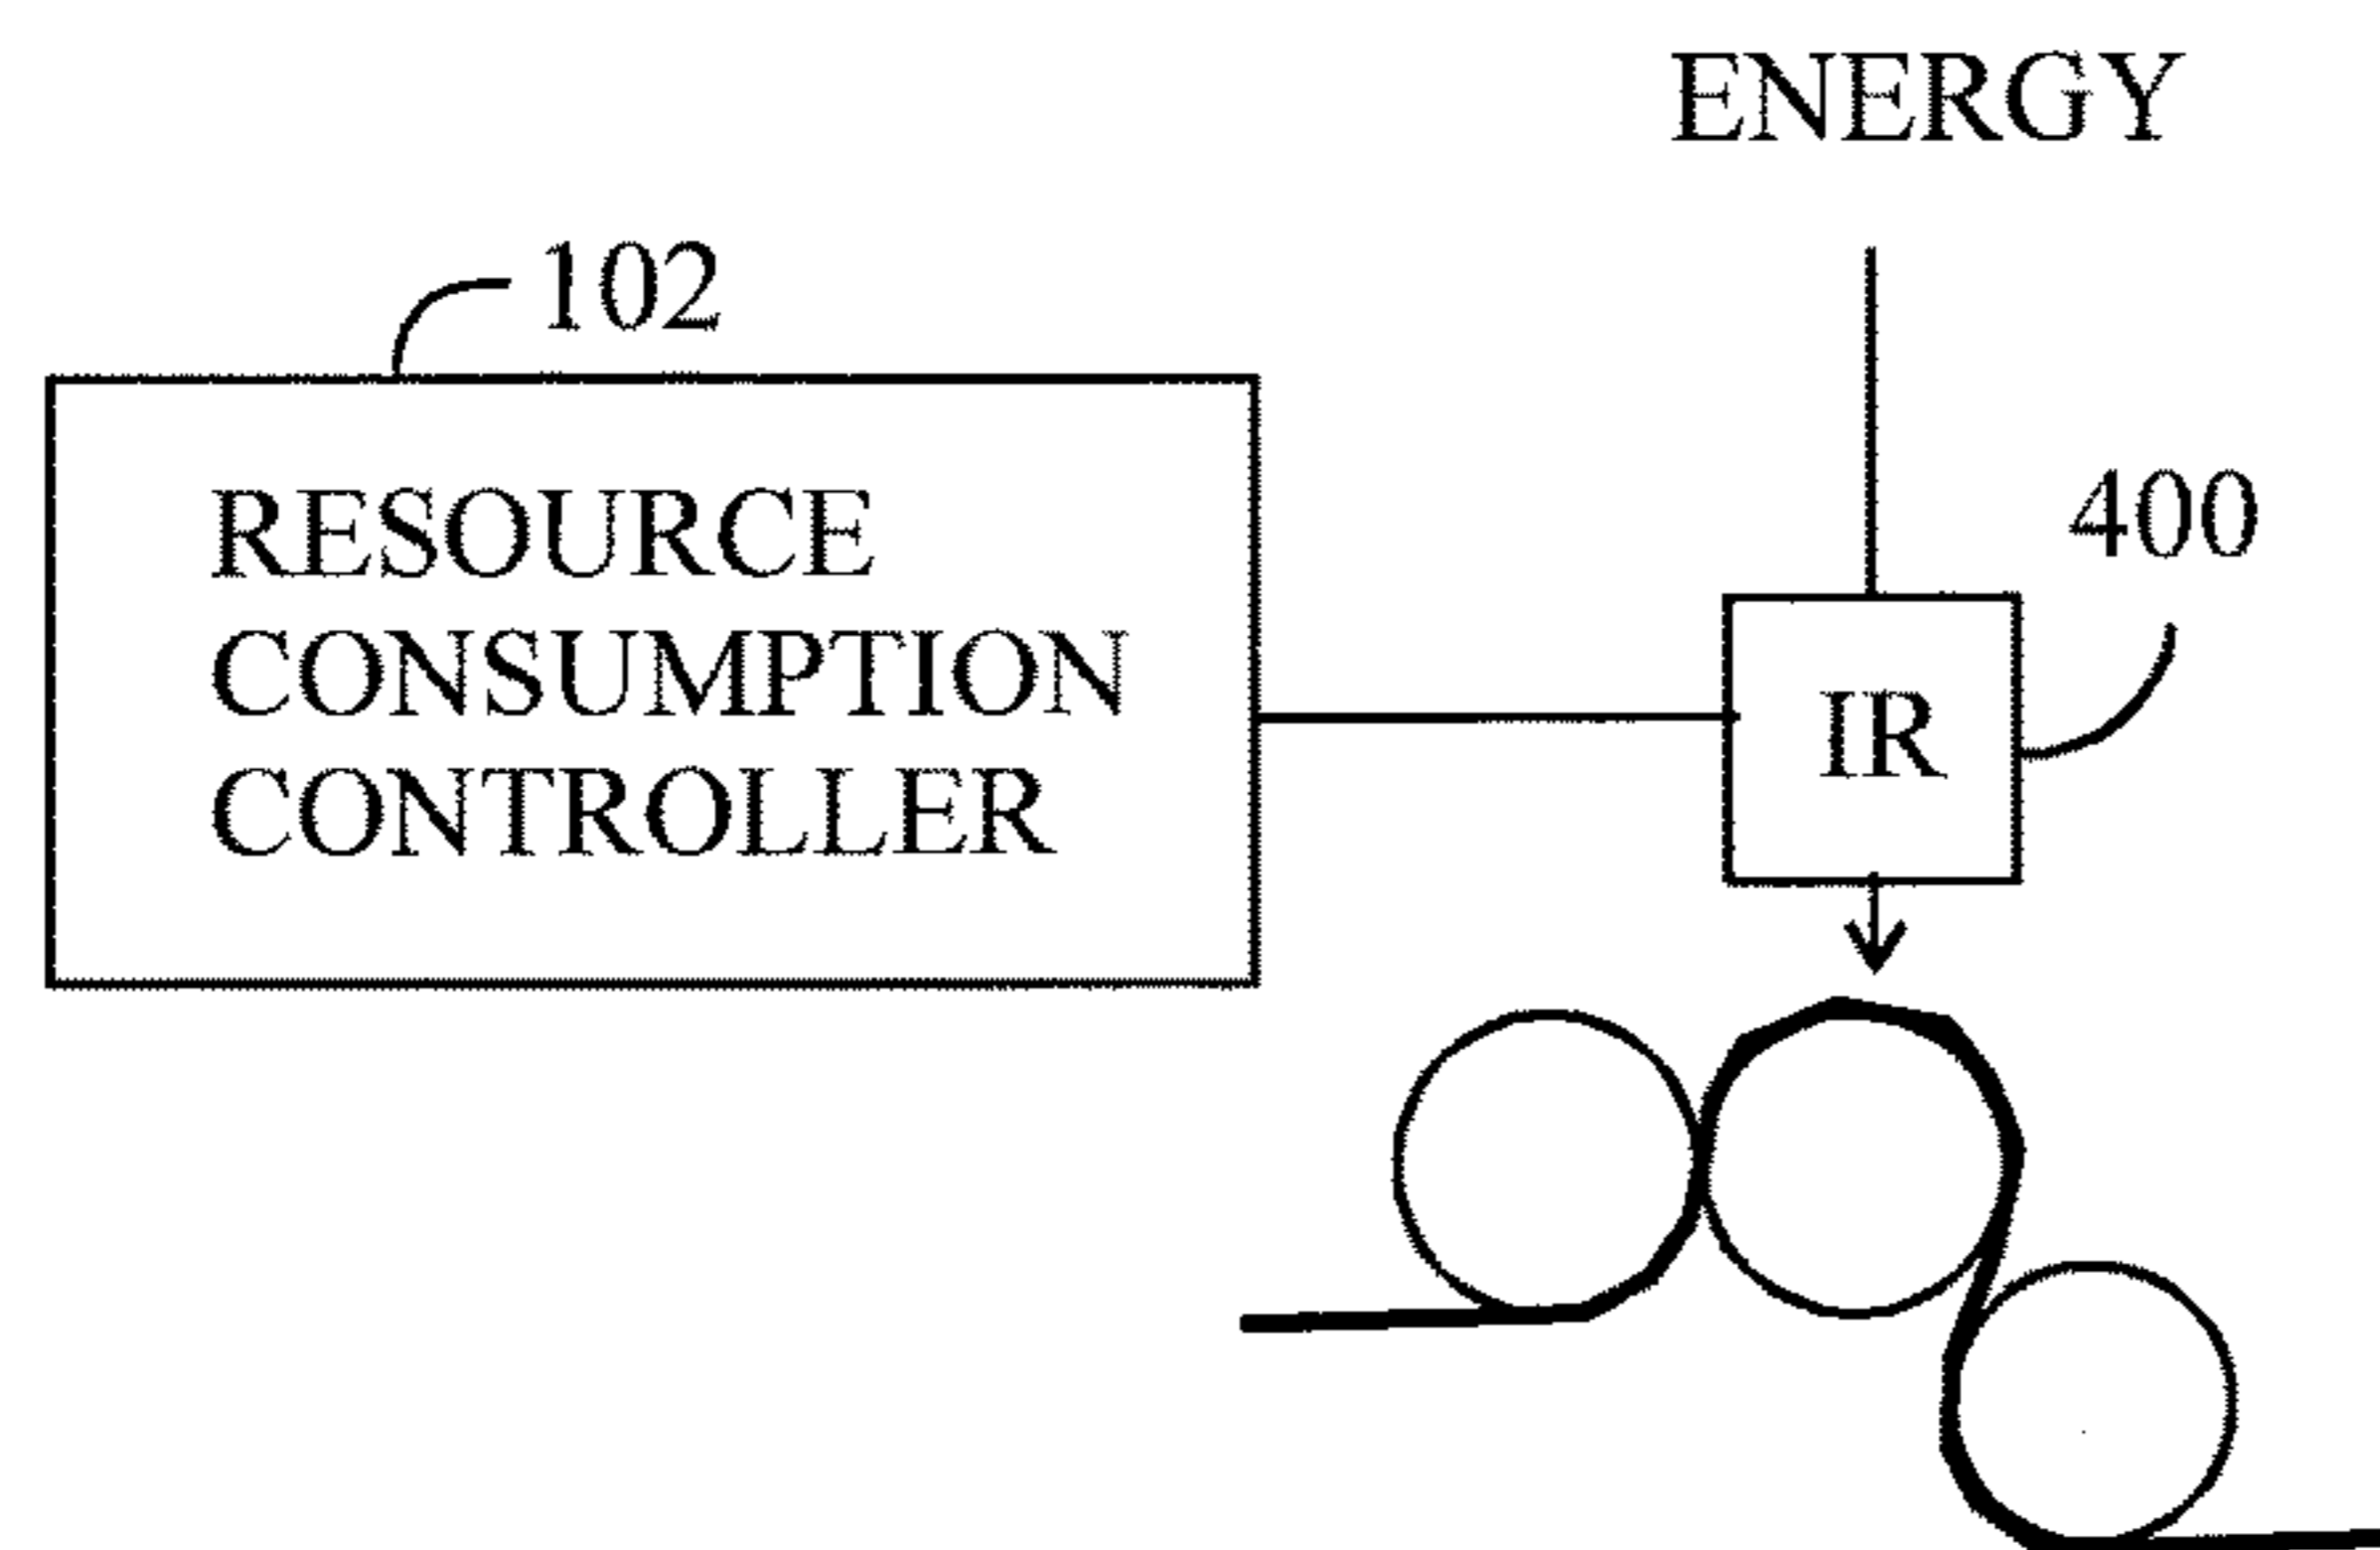 ENERGY
102
400
RESOURCE
CONSUMPTION
CONTROLLER
IR